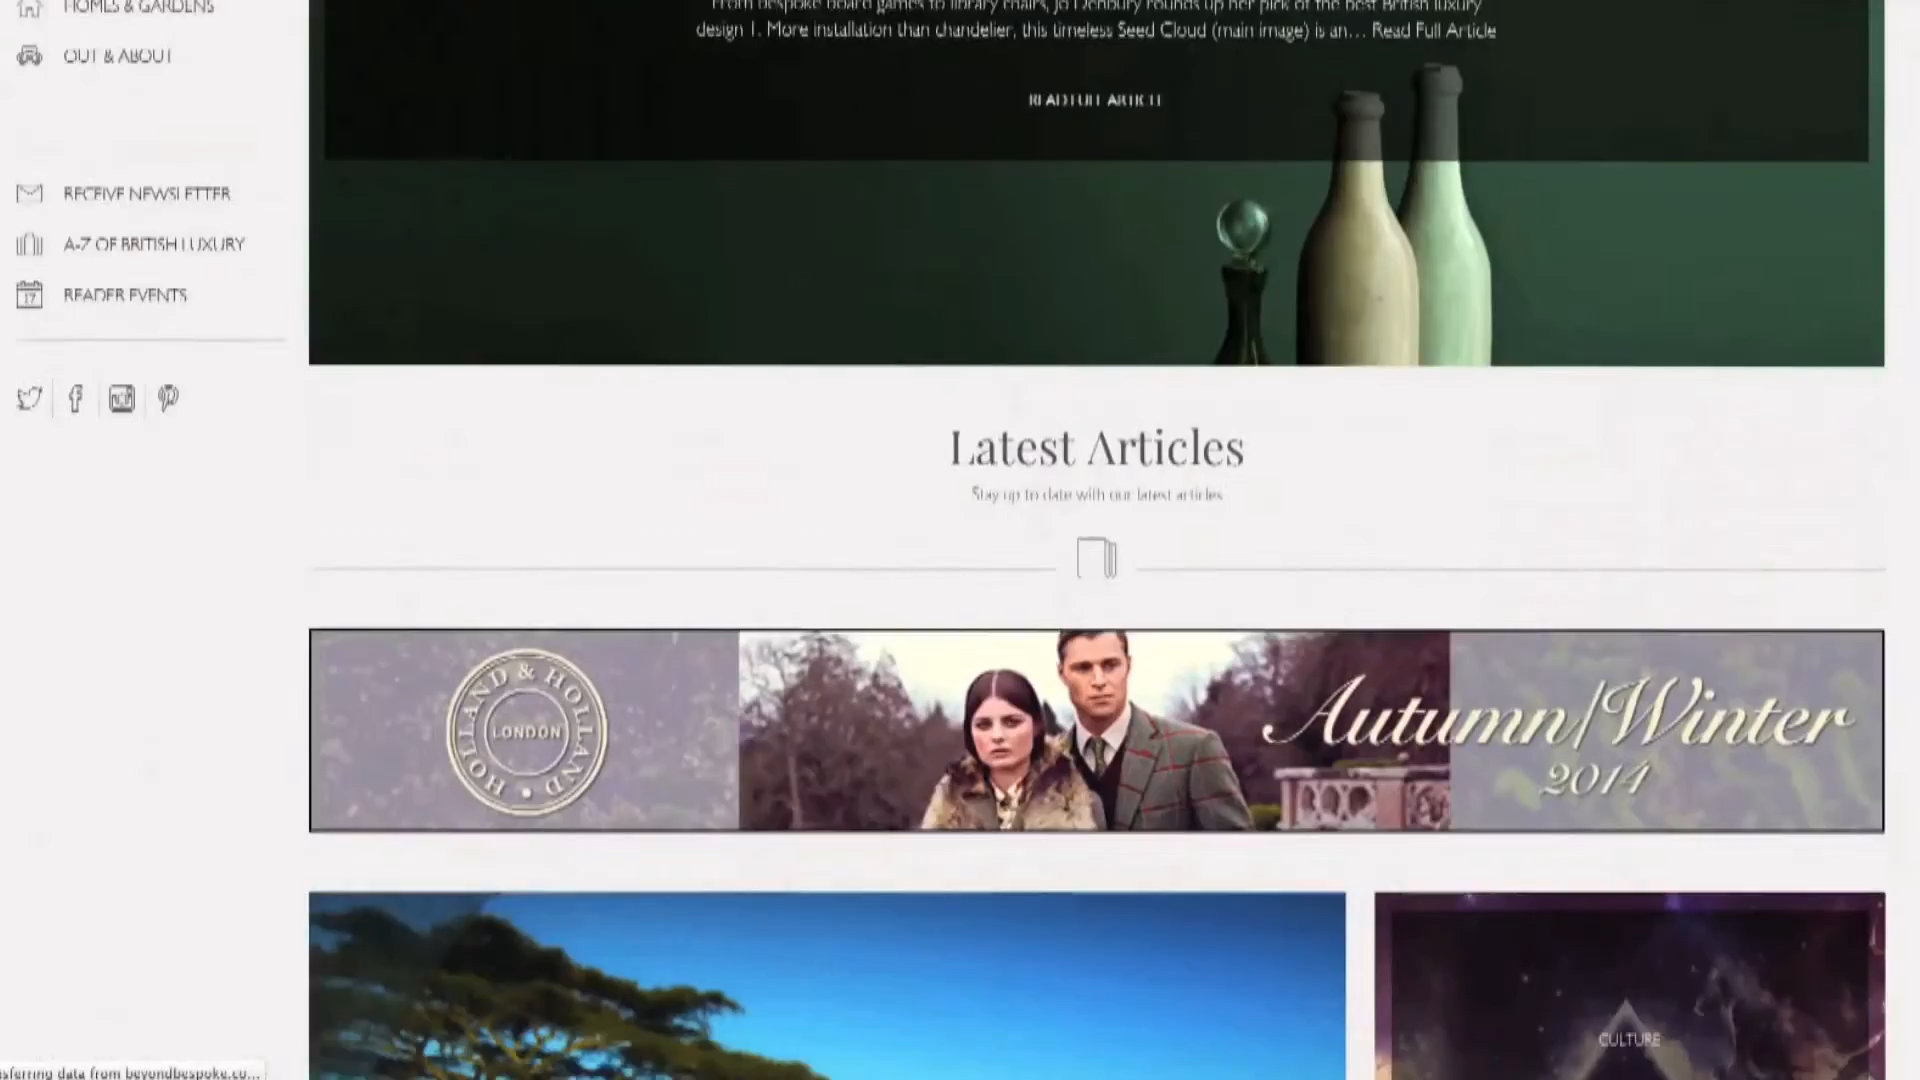 HOMES & GARDENS
OUT & ABOUT
RECEIVE NEWSLETTER
A-Z OF BRITISH LUXURY
READER EVENTS
From bespoke board games to library chairs, Jo Denbury rounds up her pick of the best British luxury
design 1. More installation than chandelier, this timeless Seed Cloud (main image) is an… Read Full Article
READ FULL ARTICLE
17
Latest Articles
Stay up to date with our latest articles
HOLLAND & HOLLAND
LONDON
Autumn/Winter
2014
CULTURE
sferring data from beyondbespoke.co...